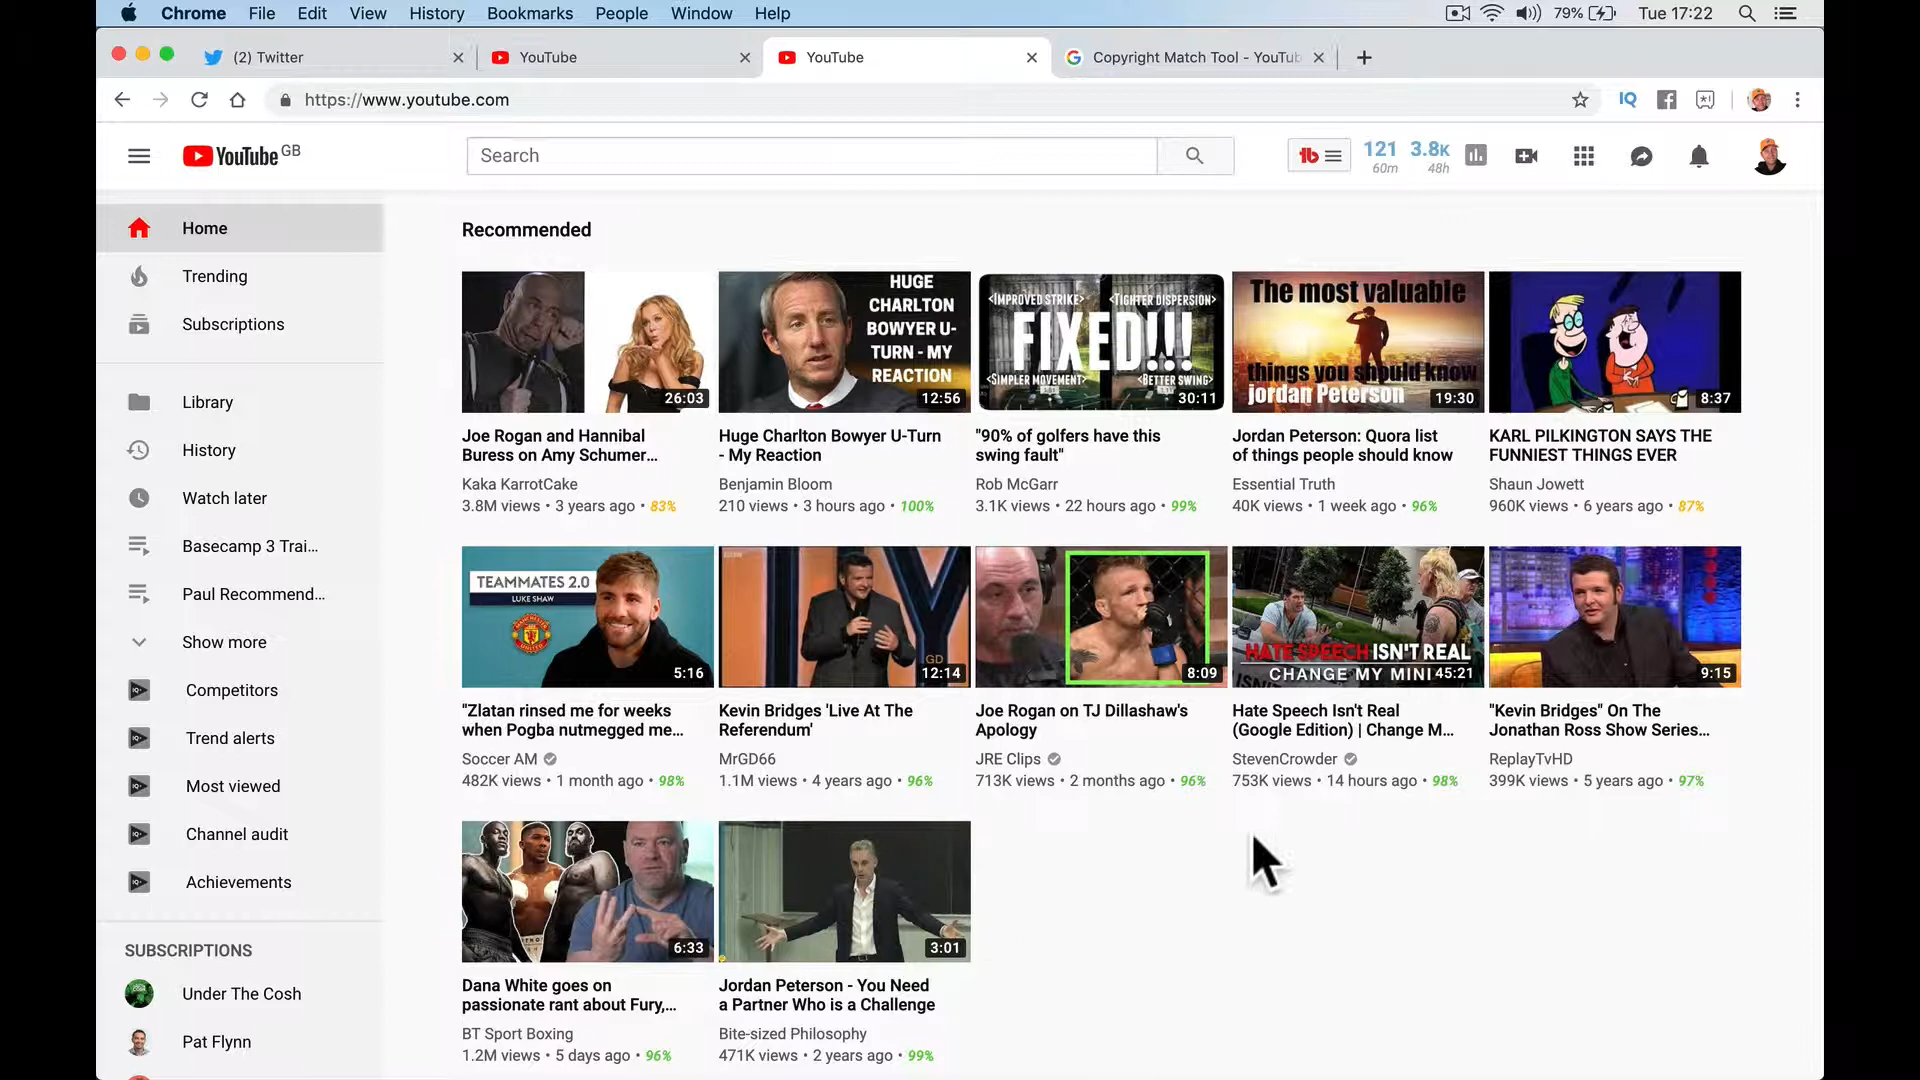 Chrome File Edit View History Bookmarks People Window Help 79% Tue 17:22
(2) Twitter YouTube YouTube Copyright Match Tool - YouTub
https://www.youtube.com IQ
YouTube GB Search tb 121 60m 3.8K 48h
Home
Trending
Subscriptions
Library
History
Watch later
Basecamp 3 Trai...
Paul Recommend...
Show more
Competitors
Trend alerts
Most viewed
Channel audit
Achievements
SUBSCRIPTIONS
Under The Cosh
Pat Flynn
Recommended
26:03
Joe Rogan and Hannibal
Buress on Amy Schumer...
Kaka KarrotCake
3.8M views • 3 years ago • 83%
HUGE
CHARLTON
BOWYER U-
TURN - MY
REACTION
12:56
Huge Charlton Bowyer U-Turn
- My Reaction
Benjamin Bloom
210 views • 3 hours ago • 100%
<IMPROVED STRIKE> <TIGHTER DISPERSION>
FIXED!!!
<SIMPLER MOVEMENT> <BETTER SWING>
30:11
"90% of golfers have this
swing fault"
Rob McGarr
3.1K views • 22 hours ago • 99%
The most valuable
things you should know
jordan Peterson
19:30
Jordan Peterson: Quora list
of things people should know
Essential Truth
40K views • 1 week ago • 96%
8:37
KARL PILKINGTON SAYS THE
FUNNIEST THINGS EVER
Shaun Jowett
960K views • 6 years ago • 87%
TEAMMATES 2.0
LUKE SHAW
5:16
"Zlatan rinsed me for weeks
when Pogba nutmegged me...
Soccer AM
482K views • 1 month ago • 98%
GD
12:14
Kevin Bridges 'Live At The
Referendum'
MrGD66
1.1M views • 4 years ago • 96%
8:09
Joe Rogan on TJ Dillashaw's
Apology
JRE Clips
713K views • 2 months ago • 96%
HATE SPEECH ISN'T REAL
CHANGE MY MIN
45:21
Hate Speech Isn't Real
(Google Edition) | Change M...
StevenCrowder
753K views • 14 hours ago • 98%
9:15
"Kevin Bridges" On The
Jonathan Ross Show Series...
ReplayTvHD
399K views • 5 years ago • 97%
6:33
Dana White goes on
passionate rant about Fury,...
BT Sport Boxing
1.2M views • 5 days ago • 96%
3:01
Jordan Peterson - You Need
a Partner Who is a Challenge
Bite-sized Philosophy
471K views • 2 years ago • 99%